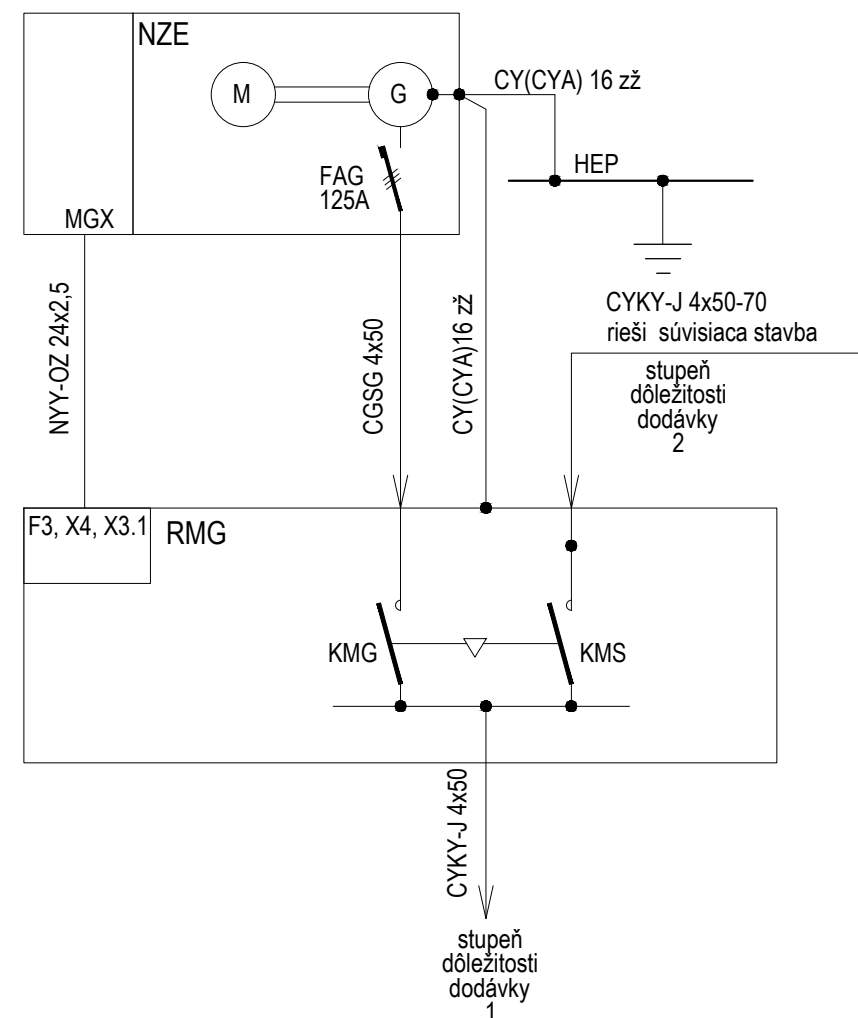 NZE
M
G
CY(CYA) 16 zž
FAG
125A
HEP
MGX
NYY-OZ 24x2,5
CGSG 4x50
CY(CYA)16 zž
CYKY-J 4x50-70
rieši súvisiaca stavba
stupeň
dôležitosti
dodávky
2
F3, X4, X3.1
RMG
KMG
KMS
CYKY-J 4x50
stupeň
dôležitosti
dodávky
1